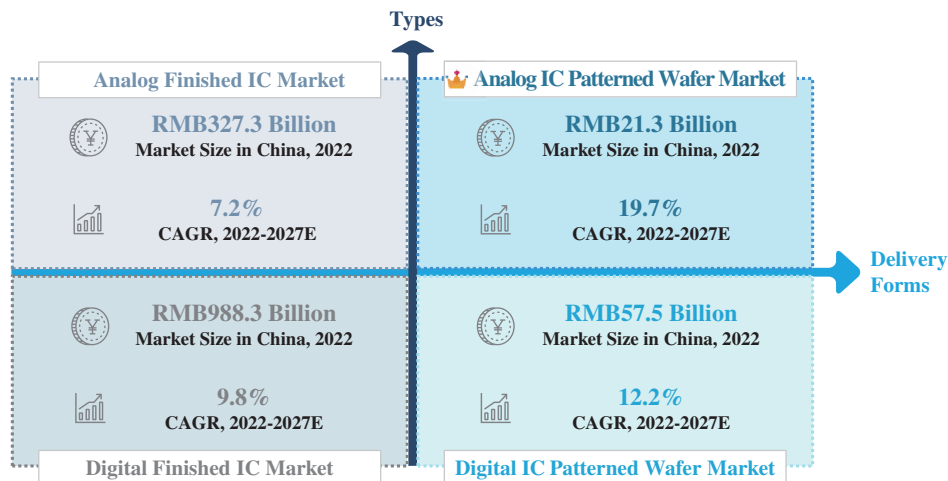 Types
Analog Finished IC Market
Analog IC Patterned Wafer Market
RMB327.3 Billion
Market Size in China, 2022
RMB21.3 Billion
Market Size in China, 2022
7.2%
CAGR, 2022-2027E
19.7%
CAGR, 2022-2027E
Delivery
Forms
RMB988.3 Billion
Market Size in China, 2022
RMB57.5 Billion
Market Size in China, 2022
9.8%
CAGR, 2022-2027E
12.2%
CAGR, 2022-2027E
Digital Finished IC Market
Digital IC Patterned Wafer Market